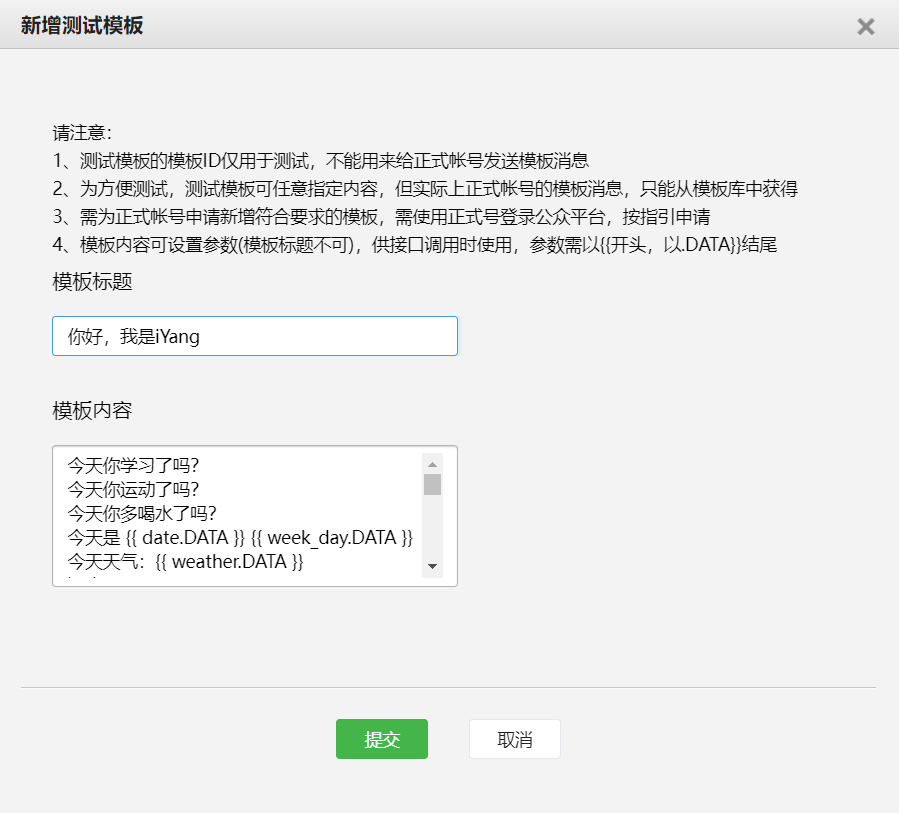 新增测试模板
请注意：
1、测试模板的模板ID仅用于测试，不能用来给正式帐号发送模板消息
2、为方便测试，测试模板可任意指定内容，但实际上正式帐号的模板消息，只能从模板库中获得
3、需为正式帐号申请新增符合要求的模板，需使用正式号登录公众平台，按指引申请
4、模板内容可设置参数(模板标题不可)，供接口调用时使用，参数需以{{开头，以.DATA}}结尾
模板标题
你好，我是iYang
模板内容
今天你学习了吗？
今天你运动了吗？
今天你多喝水了吗？
今天是 {{ date.DATA }} {{ week_day.DATA }}
今天天气：{{ weather.DATA }}
提交
取消